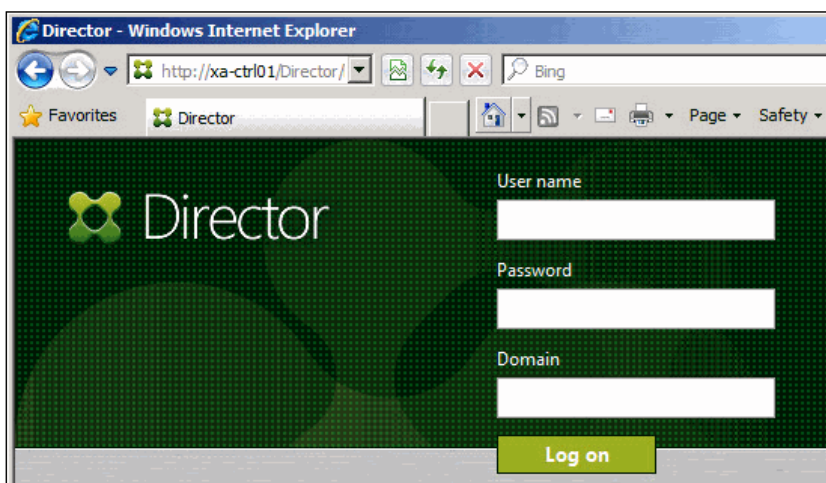 Director - Windows Internet Explorer
http://xa-ctrl01/Director/
Bing
Favorites
Director
Page
Safety
Director
User name
Password
Domain
Log on